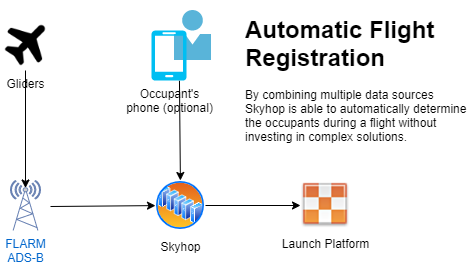 Automatic Flight
Registration
By combining multiple data sources
Skyhop is able to automatically determine
the occupants during a flight without
investing in complex solutions.
Gliders
Occupant's
phone (optional)
FLARM
ADS-B
Skyhop
Launch Platform